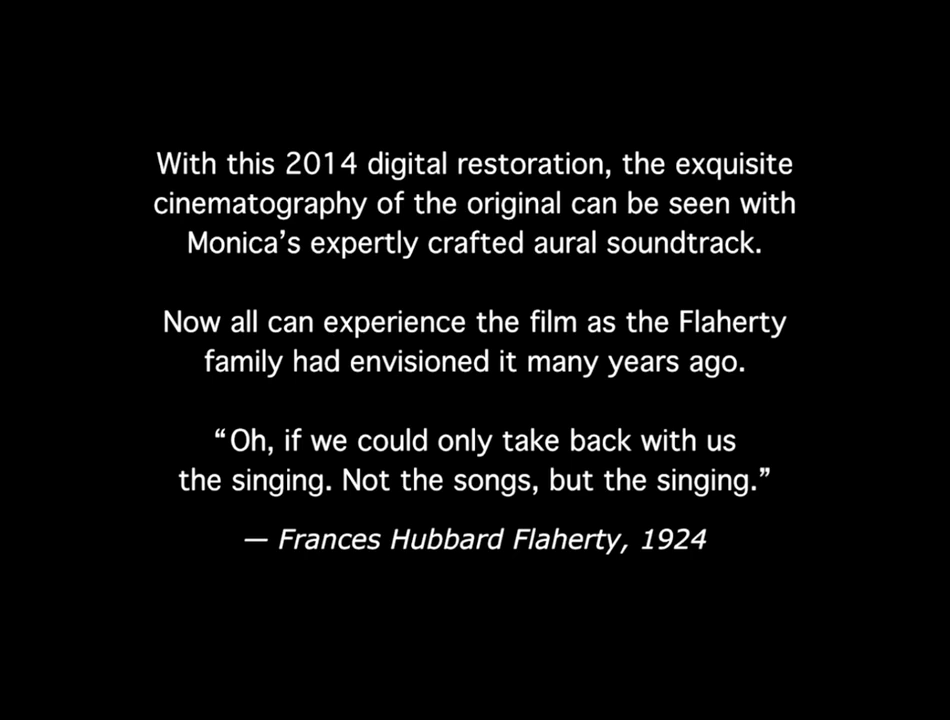 With this 2014 digital restoration, the exquisite
cinematography of the original can be seen with
Monica’s expertly crafted aural soundtrack.
Now all can experience the film as the Flaherty
family had envisioned it many years ago.
“Oh, if we could only take back with us
the singing. Not the songs, but the singing.”
— Frances Hubbard Flaherty, 1924